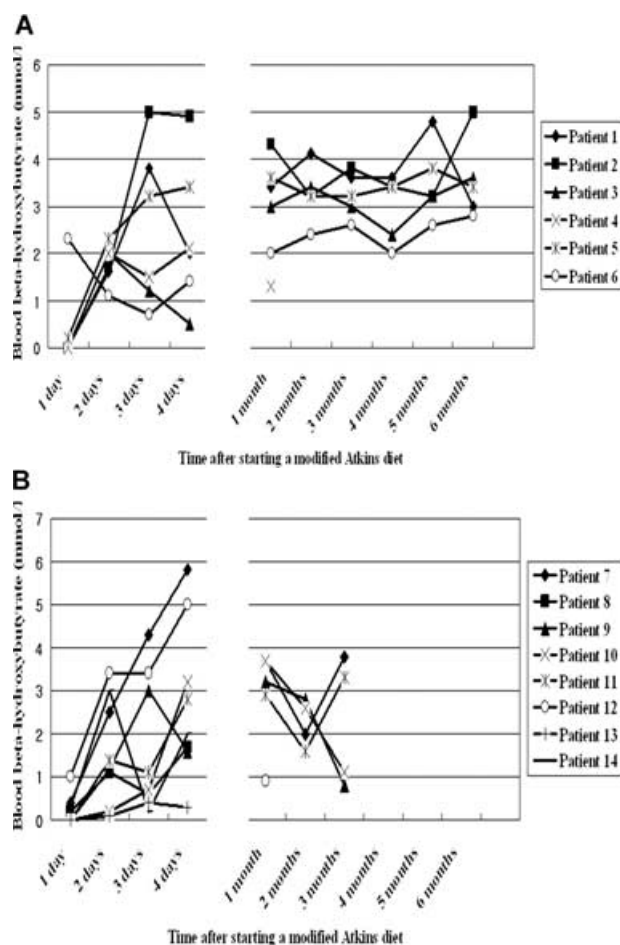 A
Blood beta-hydroxybutyrate (mmol/l
6
5
4
3
2
1
0
1 day
2 days
3 days
4 days
1 month
2 months
3 months
4 months
5 months
6 months
Time after starting a modified Atkins diet
Patient 1
Patient 2
Patient 3
Patient 4
Patient 5
Patient 6
B
Blood beta-hydroxybutyrate (mmol/l
7
6
5
4
3
2
1
0
1 day
2 days
3 days
4 days
1 month
2 months
3 months
4 months
5 months
6 months
Time after starting a modified Atkins diet
Patient 7
Patient 8
Patient 9
Patient 10
Patient 11
Patient 12
Patient 13
Patient 14